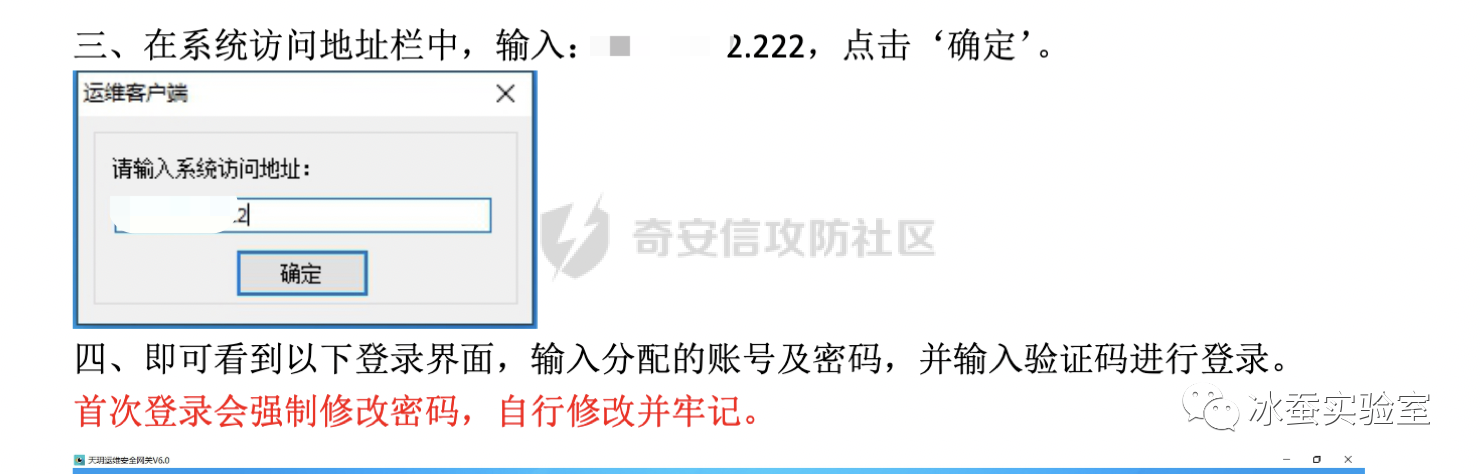 三、在系统访问地址栏中，输入： 2.222，点击‘确定’。
运维客户端
请输入系统访问地址：
.2
确定
奇安信攻防社区
四、即可看到以下登录界面，输入分配的账号及密码，并输入验证码进行登录。
首次登录会强制修改密码，自行修改并牢记。
冰蚕实验室
天玥运维安全网关V6.0